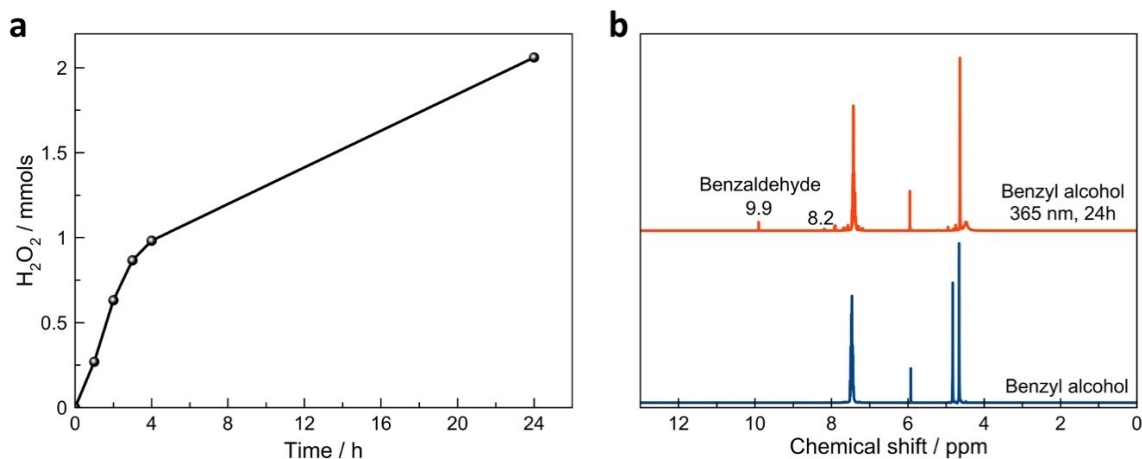 a
2
1.5
1
0.5
0
H₂O₂ / mmols
0 4 8 12 16 20 24
Time / h
b
Benzaldehyde
9.9
8.2
Benzyl alcohol
365 nm, 24h
Benzyl alcohol
12 10 8 6 4 2 0
Chemical shift / ppm